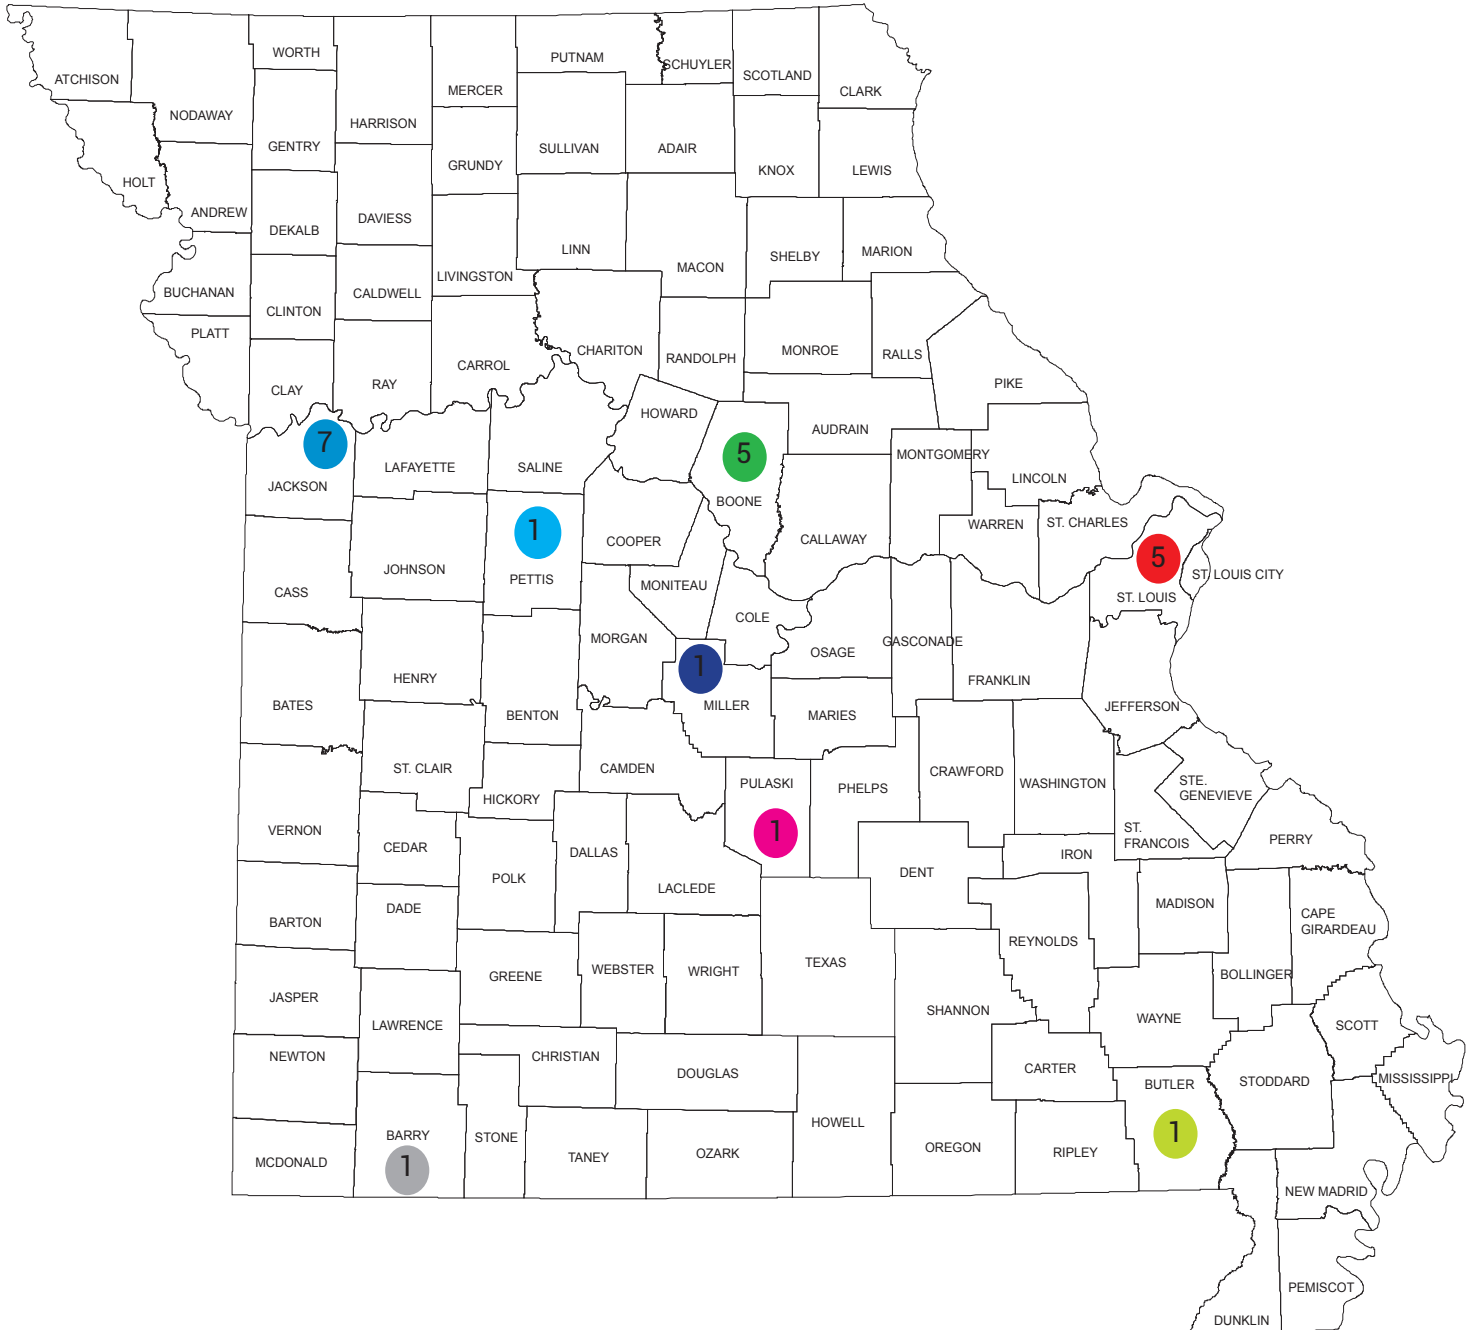 WORTH
PUTNAM
SCHUYLER
SCOTLAND
ATCHISON
MERCER
CLARK
NODAWAY
HARRISON
GENTRY
SULLIVAN
ADAIR
GRUNDY
KNOX
LEWIS
HOLT
ANDREW
DAVIESS
DEKALB
LINN
MACON
SHELBY
MARION
LIVINGSTON
BUCHANAN
CALDWELL
CLINTON
PLATT
CHARITON
RANDOLPH
MONROE
RALLS
CARROL
CLAY
RAY
PIKE
HOWARD
AUDRAIN
7
5
MONTGOMERY
LAFAYETTE
SALINE
JACKSON
LINCOLN
BOONE
1
COOPER
CALLAWAY
WARREN
ST. CHARLES
5
JOHNSON
PETTIS
MONITEAU
ST. LOUIS CITY
CASS
ST. LOUIS
COLE
MORGAN
OSAGE
GASCONADE
1
HENRY
FRANKLIN
BATES
BENTON
MILLER
MARIES
JEFFERSON
ST. CLAIR
CAMDEN
PULASKI
PHELPS
CRAWFORD
WASHINGTON
STE.
GENEVIEVE
HICKORY
VERNON
1
ST.
FRANCOIS
CEDAR
DALLAS
IRON
PERRY
POLK
LACLEDE
DENT
DADE
MADISON
BARTON
CAPE
GIRARDEAU
REYNOLDS
GREENE
WEBSTER
WRIGHT
TEXAS
BOLLINGER
JASPER
SHANNON
LAWRENCE
WAYNE
SCOTT
NEWTON
CHRISTIAN
DOUGLAS
CARTER
BUTLER
STODDARD
MISSISSIPPI
HOWELL
BARRY
STONE
1
MCDONALD
1
TANEY
OZARK
OREGON
RIPLEY
NEW MADRID
PEMISCOT
DUNKLIN